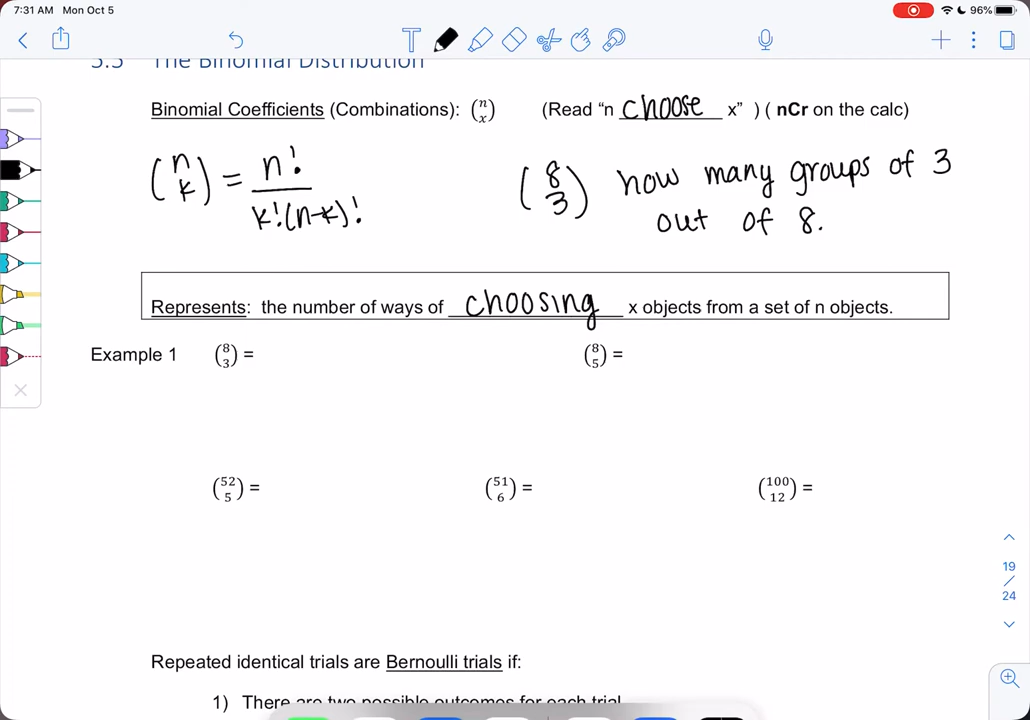 7:31 AM Mon Oct 5
96%
5.5 The Binomial Distribution
Binomial Coefficients (Combinations): (n x) (Read “n choose x” ) ( nCr on the calc)
(n k) = n! / k!(n-k)! (8 3) how many groups of 3
out of 8.
Represents: the number of ways of choosing x objects from a set of n objects.
Example 1 (8 3) = (8 5) =
(52 5) = (51 6) = (100 12) =
19 / 24
Repeated identical trials are Bernoulli trials if:
1) There are two possible outcomes for each trial